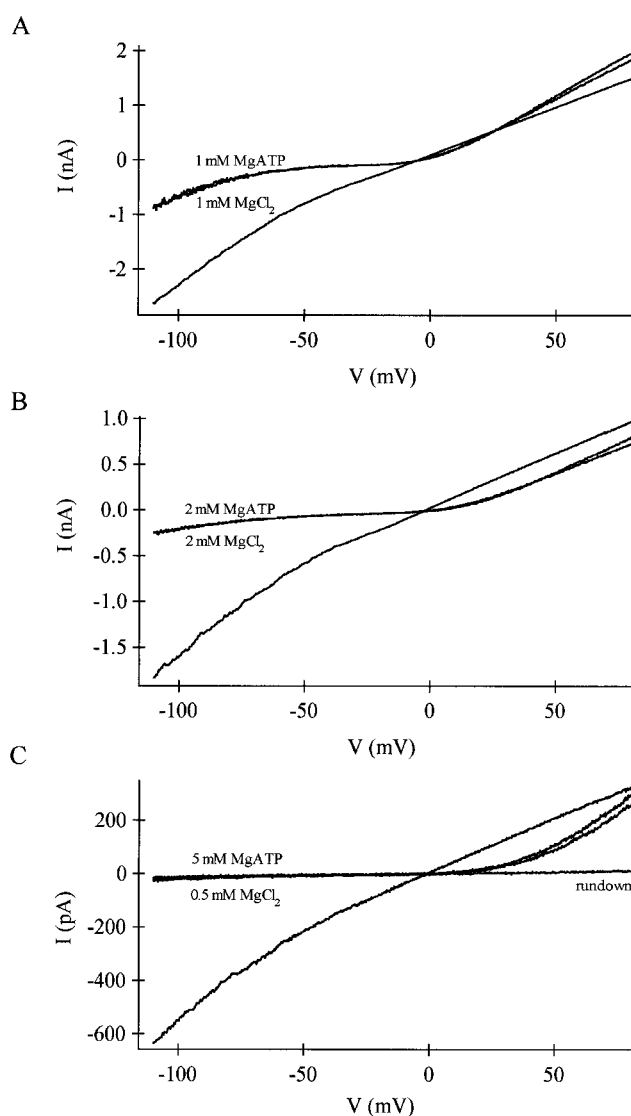 A
2
1
0
-1
-2
I (nA)
1 mM MgATP
1 mM MgCl2
-100
-50
0
50
V (mV)
B
1.0
0.5
0.0
-0.5
-1.0
-1.5
I (nA)
2 mM MgATP
2 mM MgCl2
-100
-50
0
50
V (mV)
C
200
0
-200
-400
-600
I (pA)
5 mM MgATP
0.5 mM MgCl2
rundown
-100
-50
0
50
V (mV)